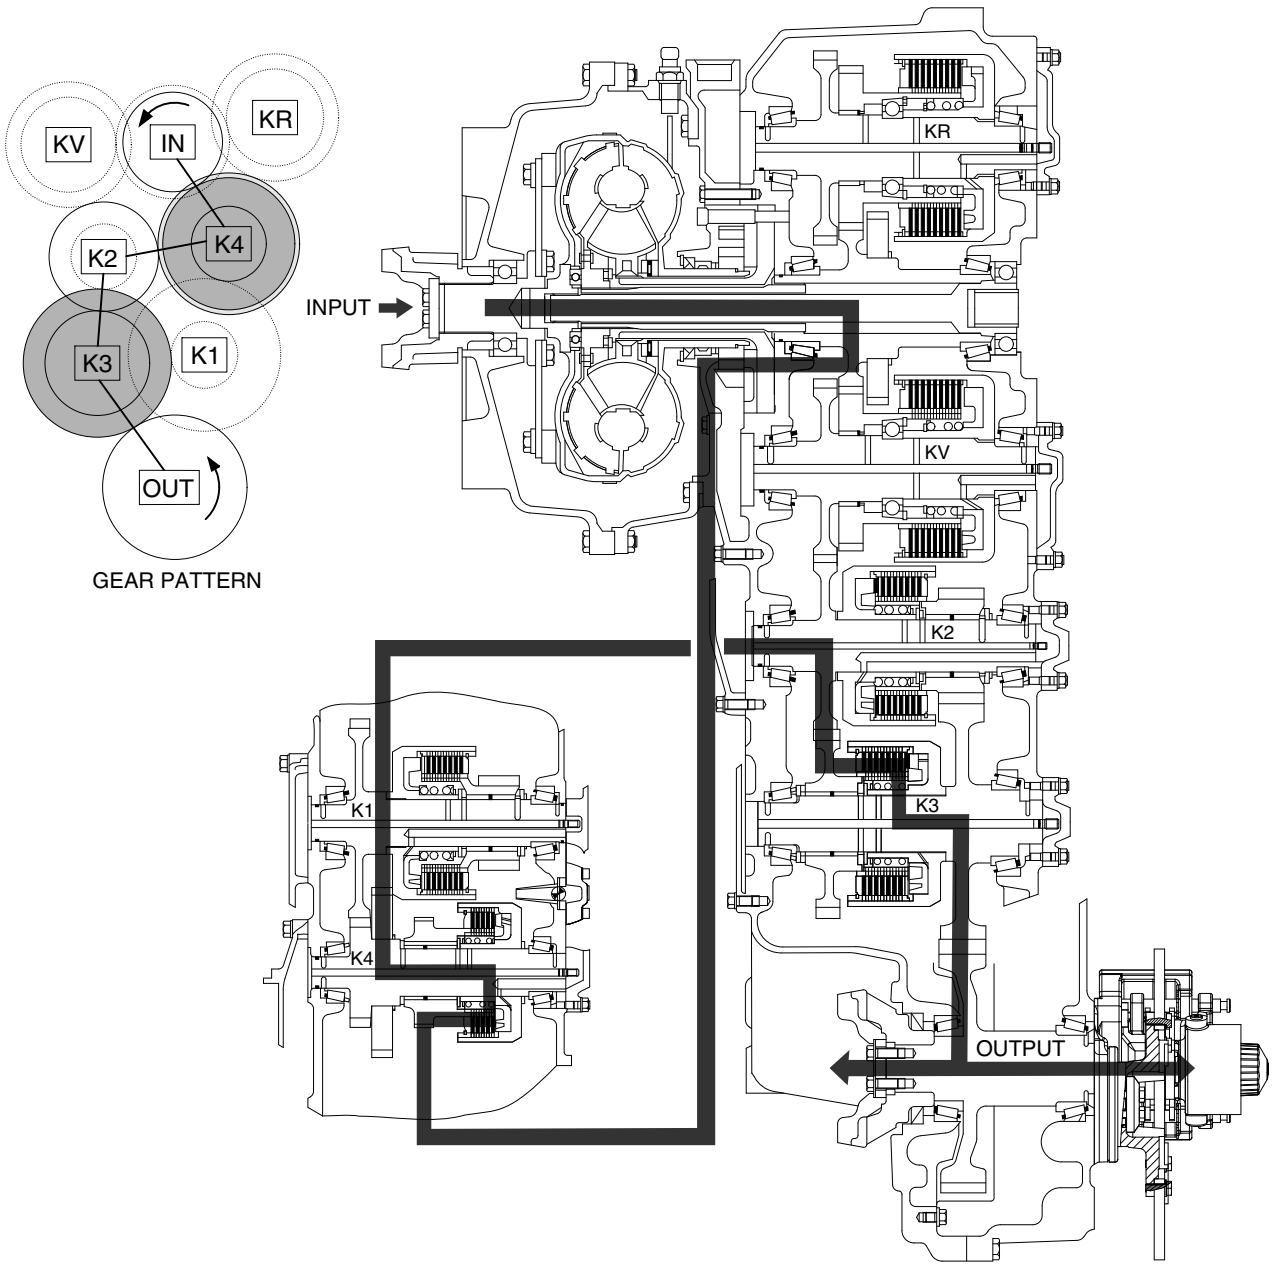 KV
IN
KR
K2
K4
K3
K1
OUT
GEAR PATTERN
INPUT
KR
KV
K2
K3
K1
K4
OUTPUT